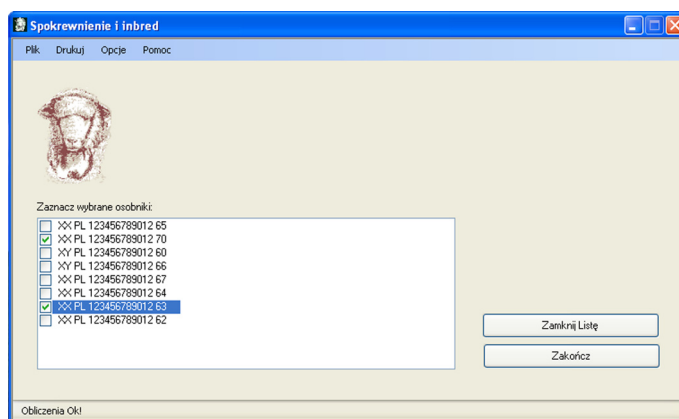 Spokrewnienie i inbred
Plik Drukuj Opcje Pomoc
Zaznacz wybrane osobniki:
XX PL 123456789012 65
XX PL 123456789012 70
XY PL 123456789012 60
XY PL 123456789012 66
XX PL 123456789012 67
XX PL 123456789012 64
XX PL 123456789012 63
XX PL 123456789012 62
Zamknij Listę
Zakończ
Obliczenia Ok!